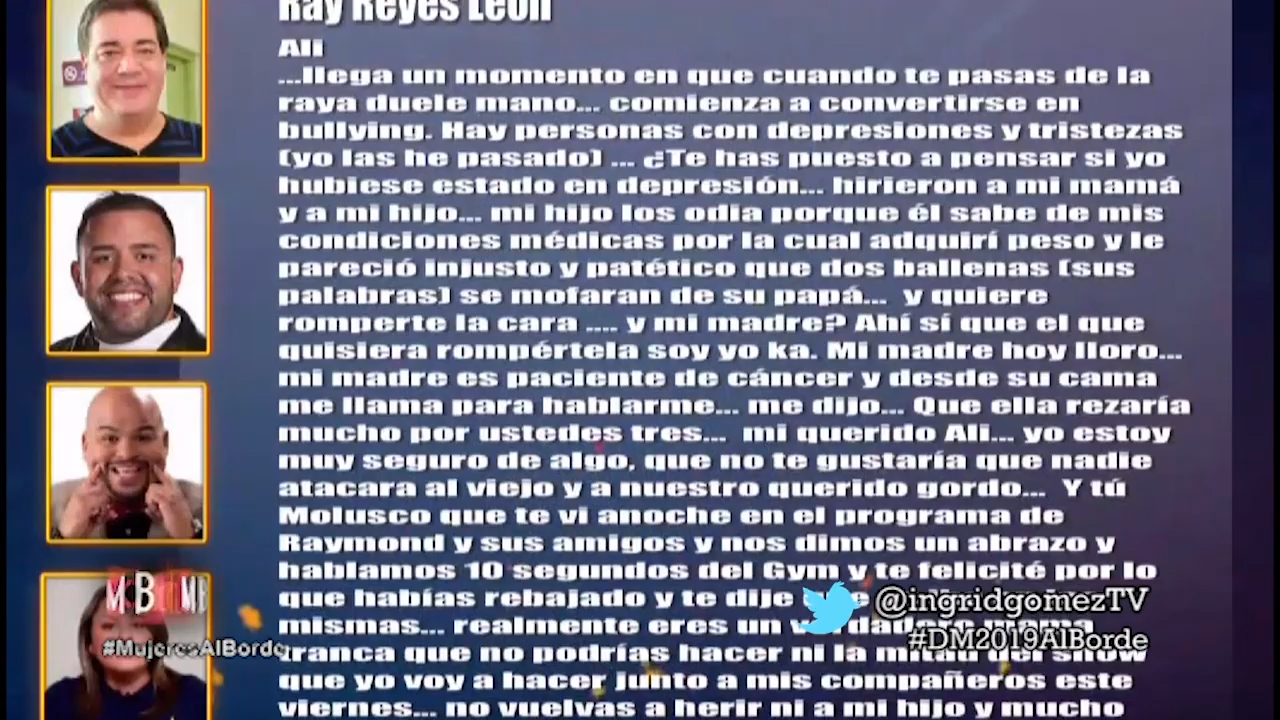 Ray Reyes León
Ali
...llega un momento en que cuando te pasas de la
raya duele mano... comienza a convertirse en
bullying. Hay personas con depresiones y tristezas
(yo las he pasado) ... ¿Te has puesto a pensar si yo
hubiese estado en depresión... hirieron a mi mamá
y a mi hijo... mi hijo los odia porque él sabe de mis
condiciones médicas por la cual adquirí peso y le
pareció injusto y patético que dos ballenas (sus
palabras) se mofaran de su papá... y quiere
romperte la cara .... y mi madre? Ahí sí que el que
quisiera rompértela soy yo ka. Mi madre hoy lloro...
mi madre es paciente de cáncer y desde su cama
me llama para hablarme... me dijo... Que ella rezaría
mucho por ustedes tres... mi querido Ali... yo estoy
muy seguro de algo, que no te gustaría que nadie
atacara al viejo y a nuestro querido gordo... Y tú
Molusco que te vi anoche en el programa de
Raymond y sus amigos y nos dimos un abrazo y
hablamos 10 segundos del Gym y te felicité por lo
que habías rebajado y te dije
mismas... realmente eres un
tranca que no podrías hacer ni la mitad del show
que yo voy a hacer junto a mis compañeros este
viernes... no vuelvas a herir ni a mi hijo y mucho
@ingridgomezTV
#DM2019AlBorde
#MujeresAlBorde